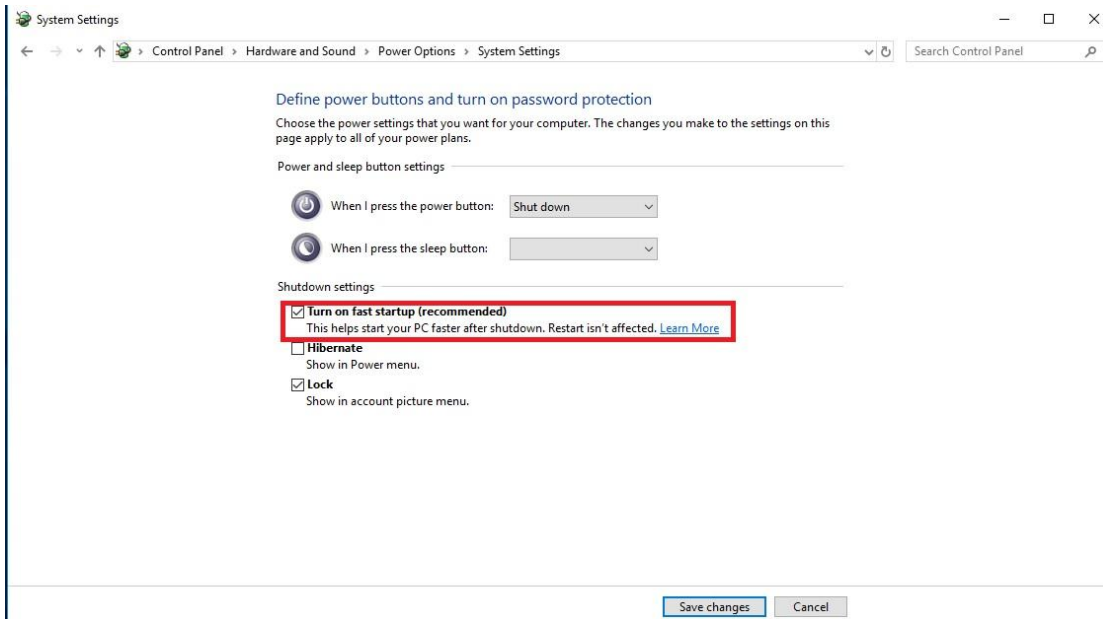 System Settings
Control Panel > Hardware and Sound > Power Options > System Settings
Search Control Panel
Define power buttons and turn on password protection
Choose the power settings that you want for your computer. The changes you make to the settings on this
page apply to all of your power plans.
Power and sleep button settings
When I press the power button: Shut down
When I press the sleep button:
Shutdown settings
Turn on fast startup (recommended)
This helps start your PC faster after shutdown. Restart isn't affected. Learn More
Hibernate
Show in Power menu.
Lock
Show in account picture menu.
Save changes Cancel